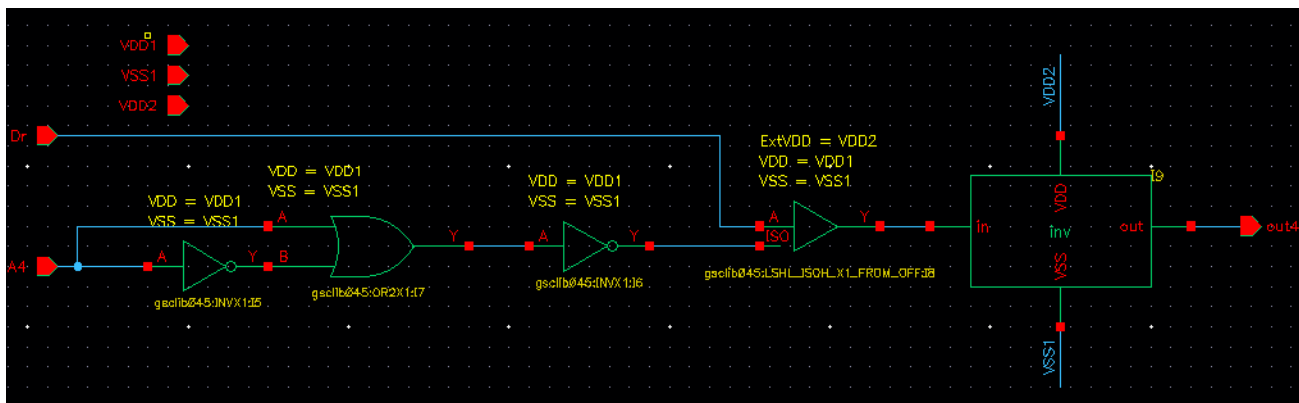 VDD1
VSS1
VDD2
Dr
VDD = VDD1
VSS = VSS1
VDD = VDD1
VSS = VSS1
VDD = VDD1
VSS = VSS1
ExtVDD = VDD2
VDD = VDD1
VSS = VSS1
VDD2
I9
A
Y
A
Y
A
ISO
Y
in
VDD
inv
VSS
out
out4
A4
A
Y
B
gsclib045:INVX1:I5
gsclib045:OR2X1:I7
gsclib045:INVX1:I6
gsclib045:LSHL_ISOH_X1_FROM_OFF:I8
VSS1